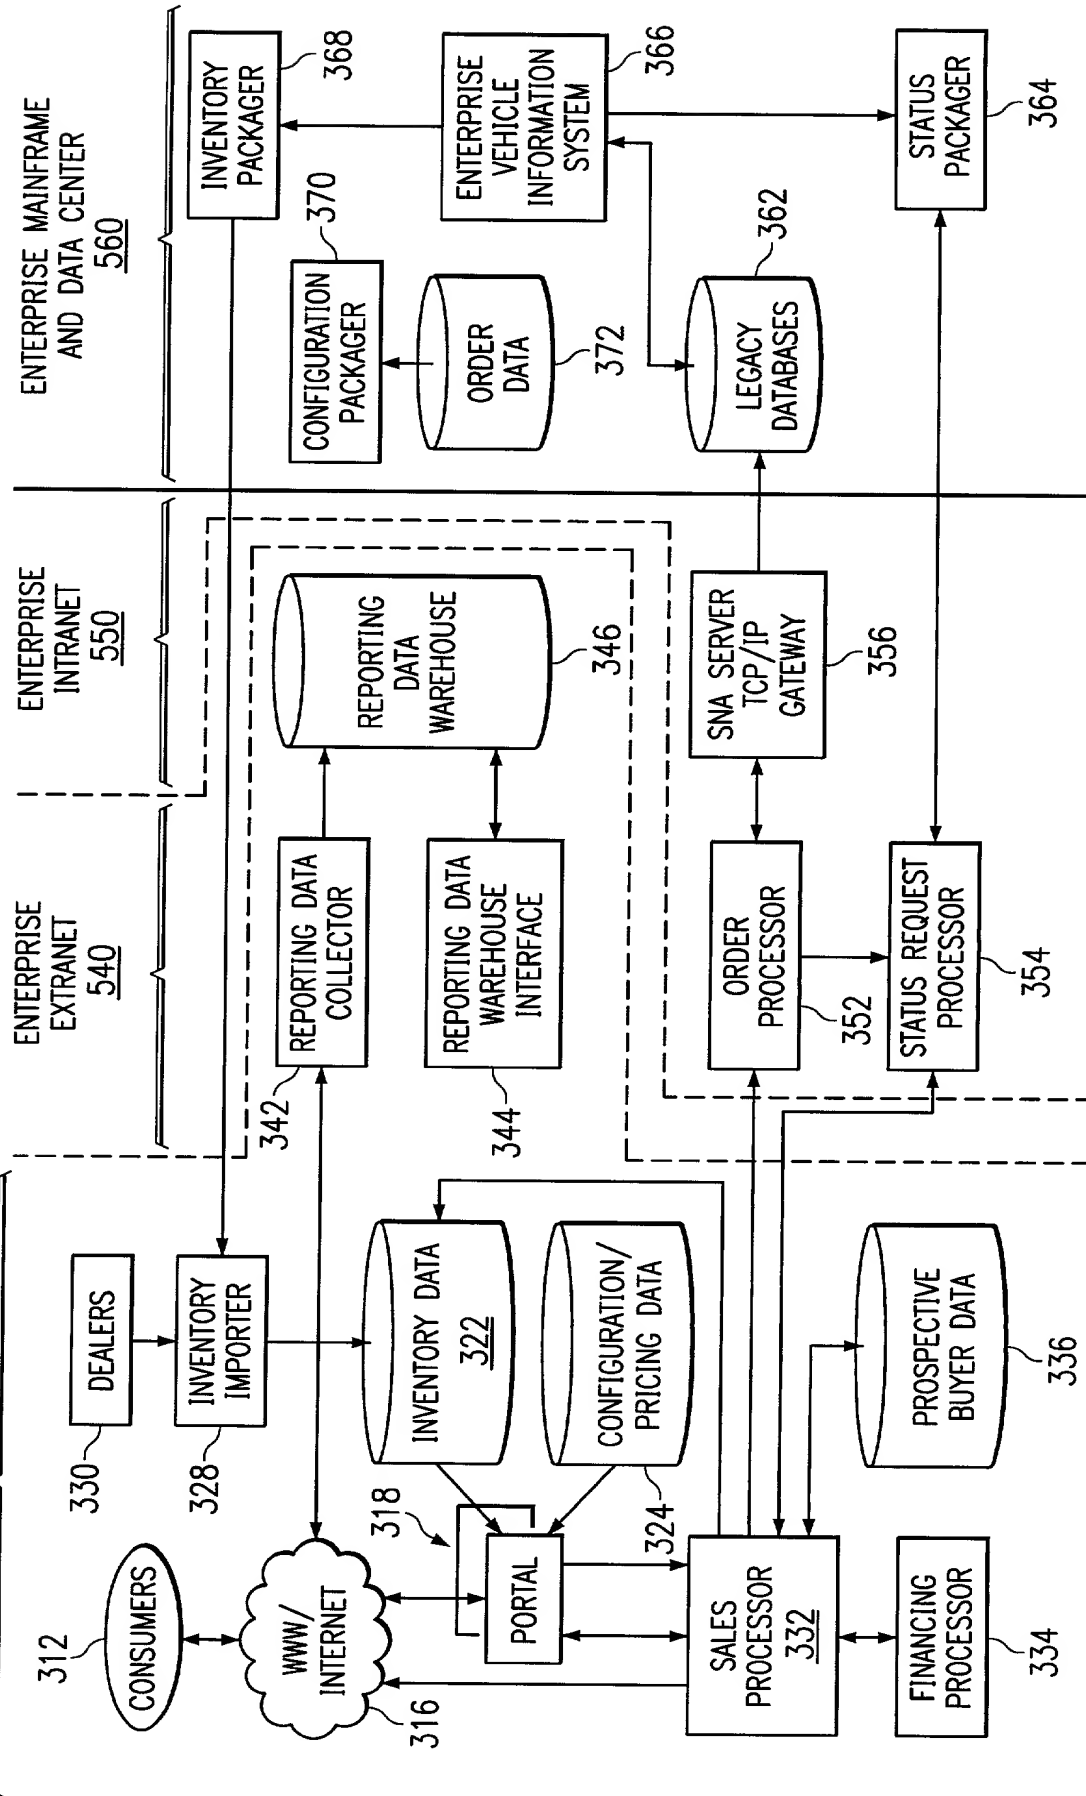 ENTERPRISE
EXTRANET
540
ENTERPRISE
INTRANET
550
ENTERPRISE MAINFRAME
AND DATA CENTER
560
312
CONSUMERS
330
DEALERS
328
INVENTORY
IMPORTER
INVENTORY
PACKAGER
368
WWW/
INTERNET
316
342
REPORTING DATA
COLLECTOR
REPORTING
DATA
WAREHOUSE
346
CONFIGURATION
PACKAGER
370
318
PORTAL
INVENTORY DATA
322
344
REPORTING DATA
WAREHOUSE
INTERFACE
ORDER
DATA
372
ENTERPRISE
VEHICLE
INFORMATION
SYSTEM
366
324
CONFIGURATION/
PRICING DATA
SALES
PROCESSOR
332
352
ORDER
PROCESSOR
SNA SERVER
TCP/IP
GATEWAY
356
LEGACY
DATABASES
362
FINANCING
PROCESSOR
334
PROSPECTIVE
BUYER DATA
336
STATUS REQUEST
PROCESSOR
354
STATUS
PACKAGER
364